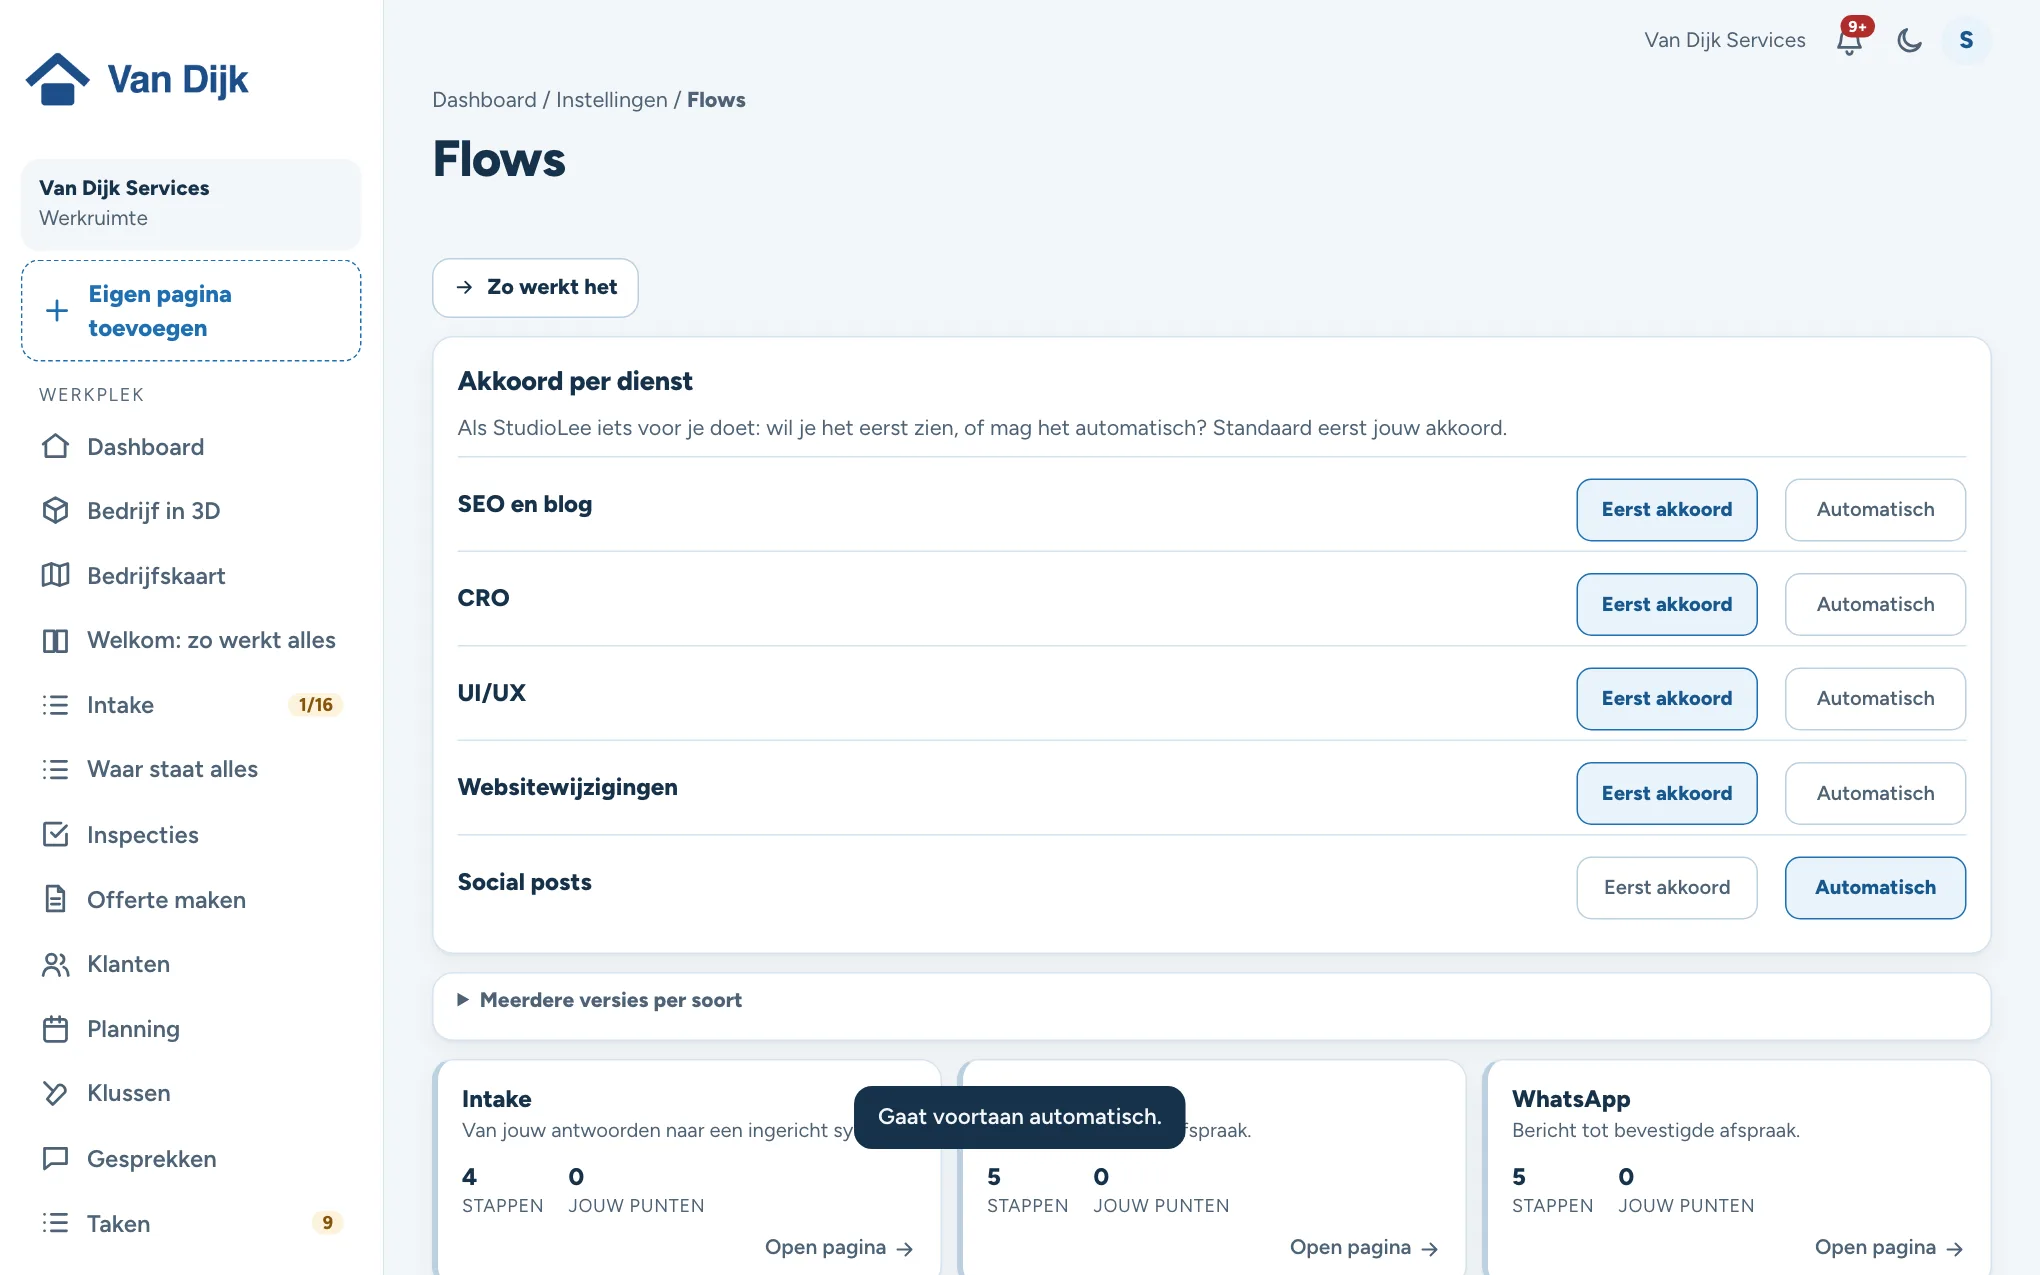 Van Dijk
Van Dijk Services
Werkruimte
Eigen pagina
toevoegen
WERKPLEK
Dashboard
Bedrijf in 3D
Bedrijfskaart
Welkom: zo werkt alles
Intake 1/16
Waar staat alles
Inspecties
Offerte maken
Klanten
Planning
Klussen
Gesprekken
Taken 9
Van Dijk Services 9+ S
Dashboard / Instellingen / Flows
Flows
Zo werkt het
Akkoord per dienst
Als StudioLee iets voor je doet: wil je het eerst zien, of mag het automatisch? Standaard eerst jouw akkoord.
SEO en blog Eerst akkoord Automatisch
CRO Eerst akkoord Automatisch
UI/UX Eerst akkoord Automatisch
Websitewijzigingen Eerst akkoord Automatisch
Social posts Eerst akkoord Automatisch
Meerdere versies per soort
Intake
Van jouw antwoorden naar een ingericht
4 0
STAPPEN JOUW PUNTEN
Open pagina
Gaat voortaan automatisch.
5 0
STAPPEN JOUW PUNTEN
Open pagina
WhatsApp
Bericht tot bevestigde afspraak.
5 0
STAPPEN JOUW PUNTEN
Open pagina